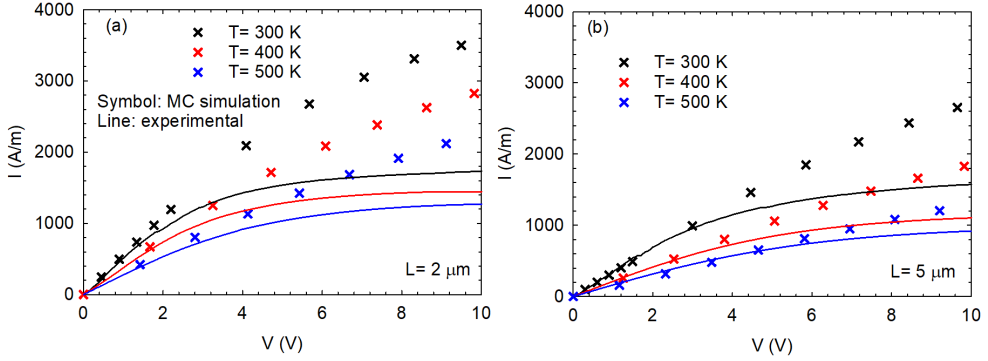 (a)
T= 300 K
T= 400 K
T= 500 K
Symbol: MC simulation
Line: experimental
L= 2 μm
I (A/m)
4000
3000
2000
1000
0
0 2 4 6 8 10
V (V)
(b)
T= 300 K
T= 400 K
T= 500 K
L= 5 μm
I (A/m)
4000
3000
2000
1000
0
0 2 4 6 8 10
V (V)